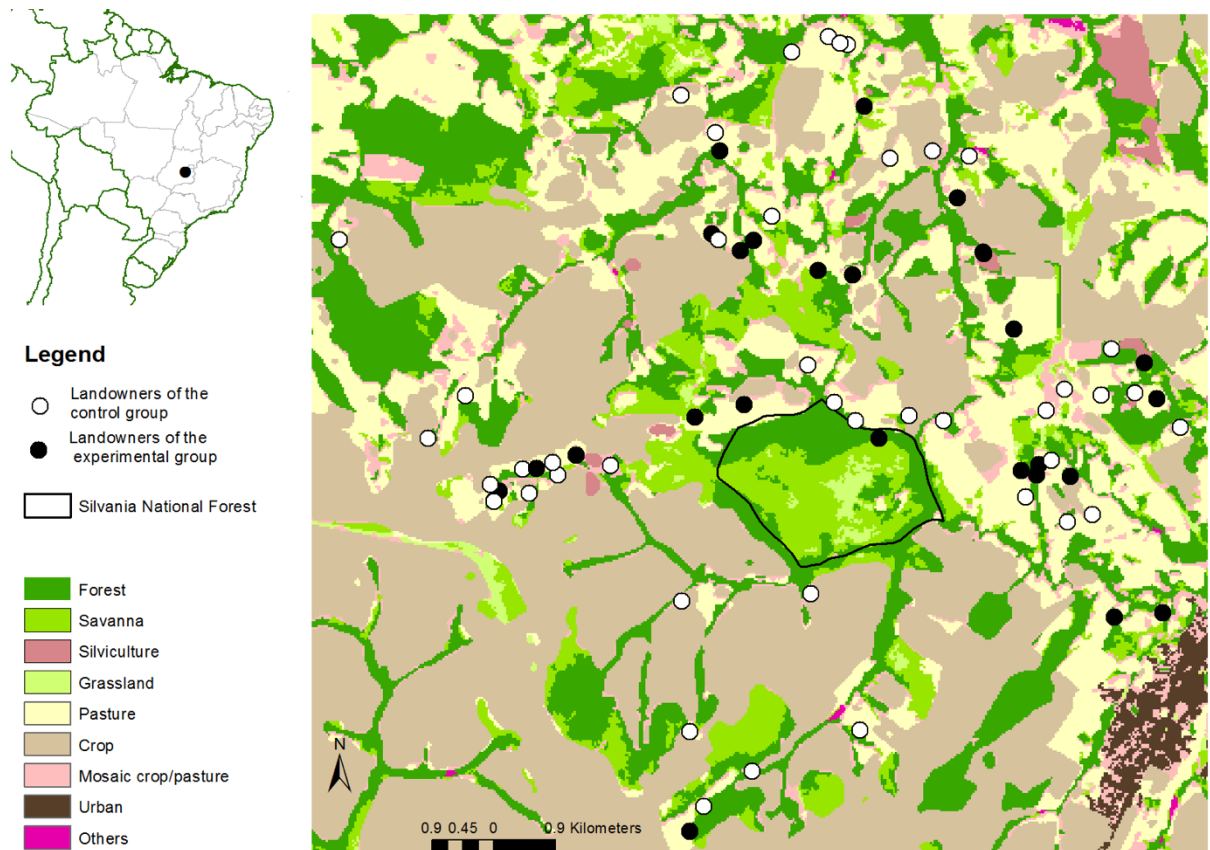 Legend
Landowners of the
control group
Landowners of the
experimental group
Silvania National Forest
Forest
Savanna
Silviculture
Grassland
Pasture
Crop
Mosaic crop/pasture
Urban
Others
N
0.9 0.45 0 0.9 Kilometers